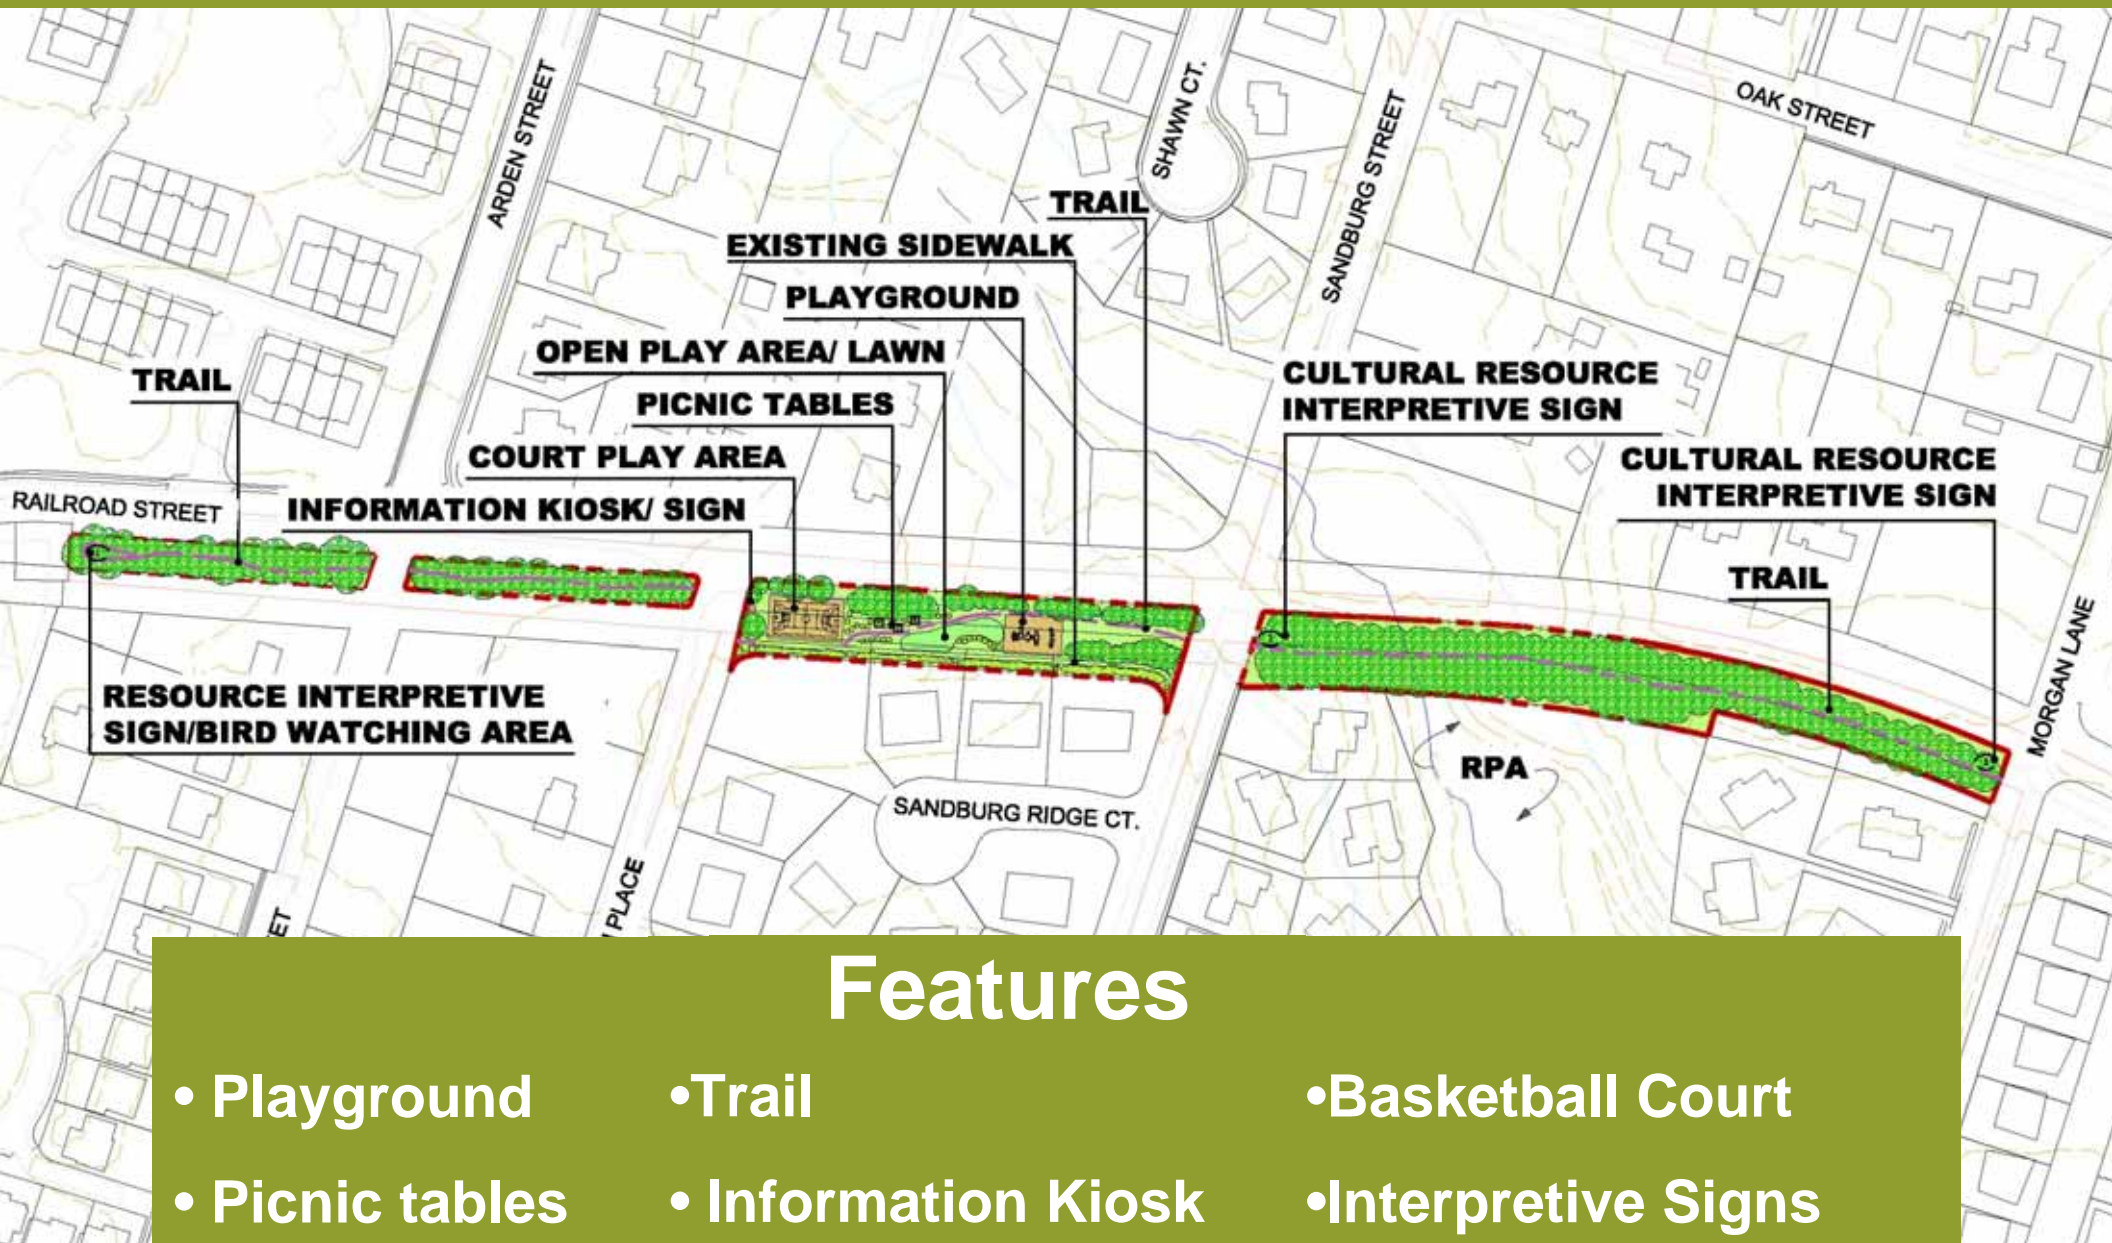 OAK STREET
ARDEN STREET
SHAWN CT.
SANDBURG STREET
TRAIL
EXISTING SIDEWALK
PLAYGROUND
OPEN PLAY AREA/ LAWN
TRAIL
PICNIC TABLES
CULTURAL RESOURCE
INTERPRETIVE SIGN
COURT PLAY AREA
CULTURAL RESOURCE
INTERPRETIVE SIGN
RAILROAD STREET
INFORMATION KIOSK/ SIGN
TRAIL
MORGAN LANE
RESOURCE INTERPRETIVE
SIGN/BIRD WATCHING AREA
RPA
SANDBURG RIDGE CT.
PLACE
Features
• Playground
•Trail
•Basketball Court
• Picnic tables
• Information Kiosk
•Interpretive Signs